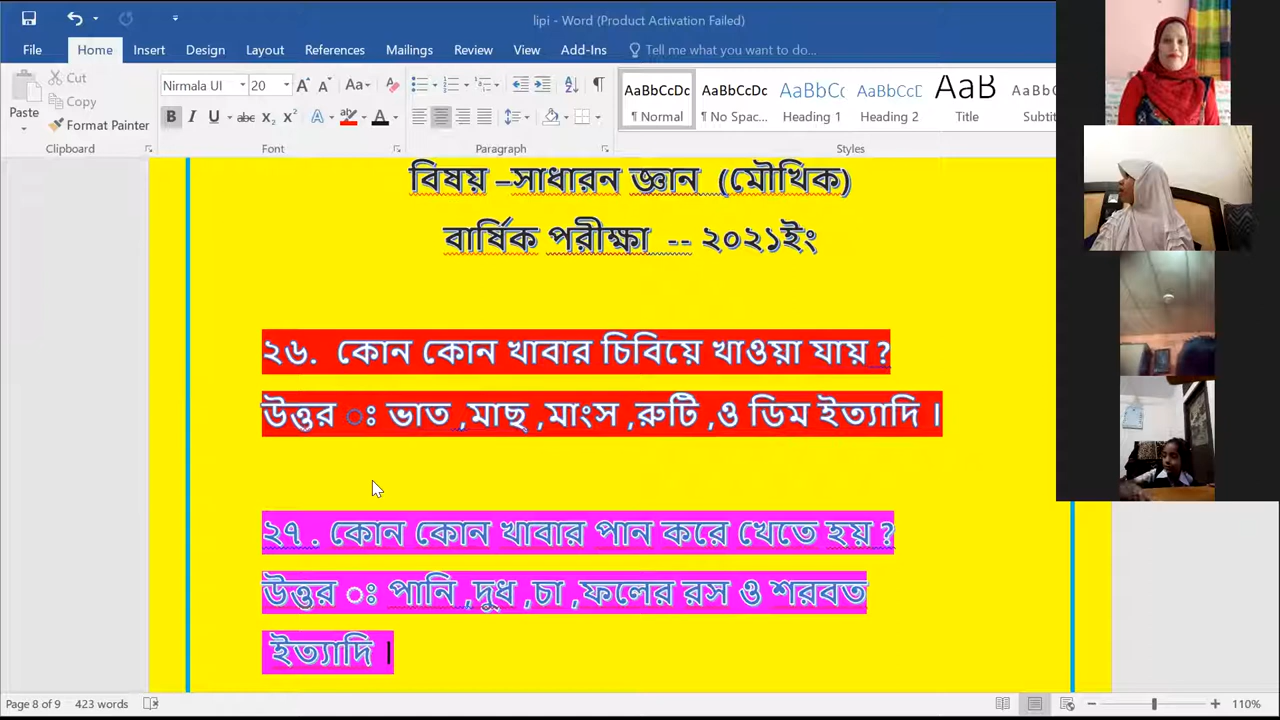 lipi - Word (Product Activation Failed)
File Home Insert Design Layout References Mailings Review View Add-Ins Tell me what you want to do...
Paste
Cut
Copy
Format Painte
Clipboard
Nirmala UI 20
Font
Paragraph
AaBbCcDc AaBbCcDc AaBbCc AaBbCcD AaB AaBbC
¶ Normal ¶ No Spac... Heading 1 Heading 2 Title Subtit
Styles
বিষয় –সাধারন জ্ঞান (মৌখিক)
বার্ষিক পরীক্ষা -- ২০২১ইং
২৬. কোন কোন খাবার চিবিয়ে খাওয়া যায় ?
উত্তর ঃ ভাত ,মাছ ,মাংস ,রুটি ,ও ডিম ইত্যাদি ।
২৭ . কোন কোন খাবার পান করে খেতে হয় ?
উত্তর ঃ পানি ,দুধ ,চা ,ফলের রস ও শরবত
ইত্যাদি ।
Page 8 of 9 423 words 110%